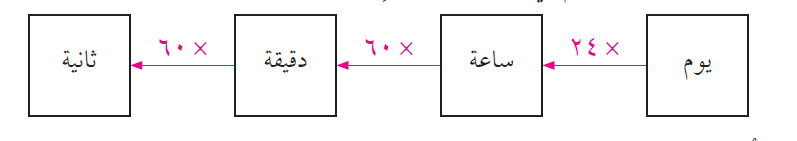 يوم × ٢٤ ساعة × ٦٠ دقيقة × ٦٠ ثانية